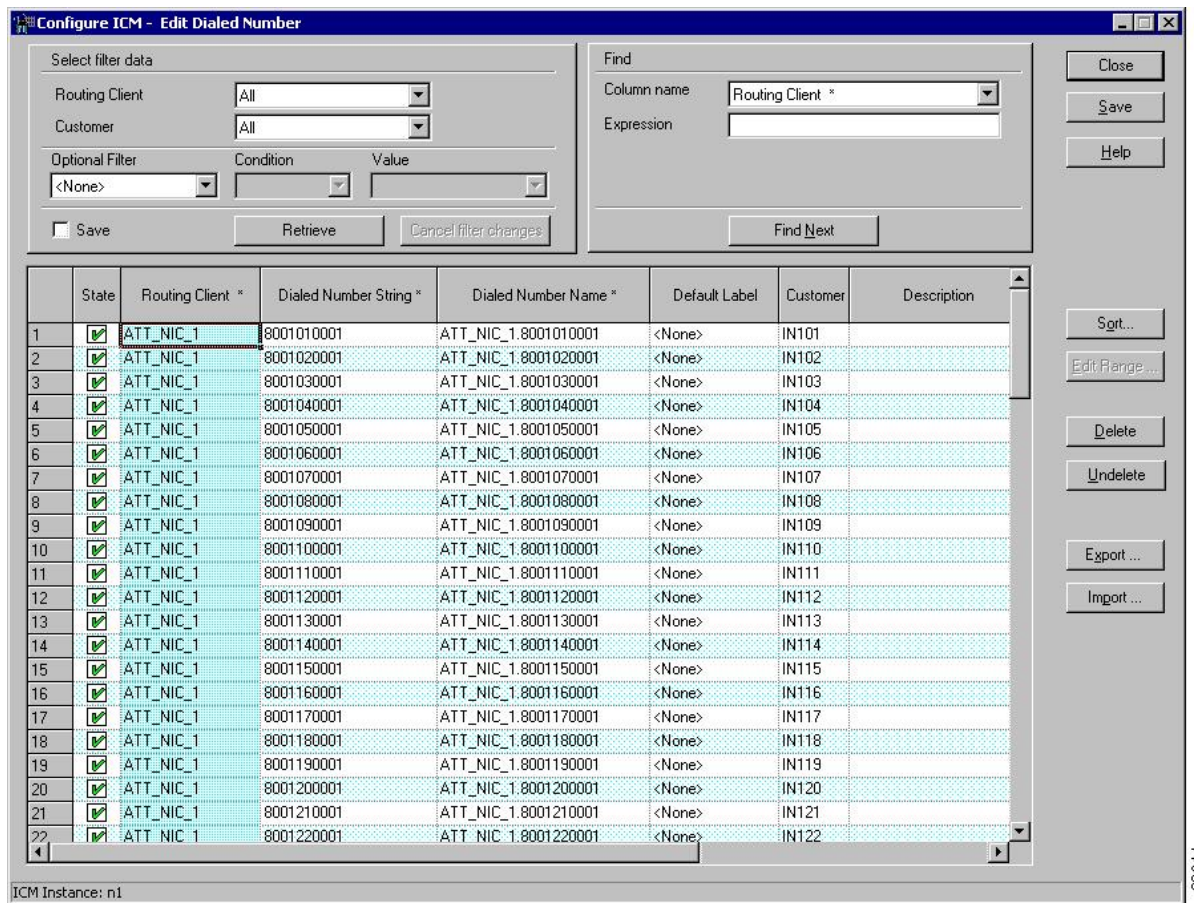 Configure ICM - Edit Dialed Number
Select filter data
Routing Client All
Customer All
Optional Filter Condition Value
<None>
Save Retrieve Cancel filter changes
Find
Column name Routing Client *
Expression
Find Next
Close
Save
Help
State Routing Client * Dialed Number String * Dialed Number Name * Default Label Customer Description
1 ATT_NIC_1 8001010001 ATT_NIC_1.8001010001 <None> IN101
2 ATT_NIC_1 8001020001 ATT_NIC_1.8001020001 <None> IN102
3 ATT_NIC_1 8001030001 ATT_NIC_1.8001030001 <None> IN103
4 ATT_NIC_1 8001040001 ATT_NIC_1.8001040001 <None> IN104
5 ATT_NIC_1 8001050001 ATT_NIC_1.8001050001 <None> IN105
6 ATT_NIC_1 8001060001 ATT_NIC_1.8001060001 <None> IN106
7 ATT_NIC_1 8001070001 ATT_NIC_1.8001070001 <None> IN107
8 ATT_NIC_1 8001080001 ATT_NIC_1.8001080001 <None> IN108
9 ATT_NIC_1 8001090001 ATT_NIC_1.8001090001 <None> IN109
10 ATT_NIC_1 8001100001 ATT_NIC_1.8001100001 <None> IN110
11 ATT_NIC_1 8001110001 ATT_NIC_1.8001110001 <None> IN111
12 ATT_NIC_1 8001120001 ATT_NIC_1.8001120001 <None> IN112
13 ATT_NIC_1 8001130001 ATT_NIC_1.8001130001 <None> IN113
14 ATT_NIC_1 8001140001 ATT_NIC_1.8001140001 <None> IN114
15 ATT_NIC_1 8001150001 ATT_NIC_1.8001150001 <None> IN115
16 ATT_NIC_1 8001160001 ATT_NIC_1.8001160001 <None> IN116
17 ATT_NIC_1 8001170001 ATT_NIC_1.8001170001 <None> IN117
18 ATT_NIC_1 8001180001 ATT_NIC_1.8001180001 <None> IN118
19 ATT_NIC_1 8001190001 ATT_NIC_1.8001190001 <None> IN119
20 ATT_NIC_1 8001200001 ATT_NIC_1.8001200001 <None> IN120
21 ATT_NIC_1 8001210001 ATT_NIC_1.8001210001 <None> IN121
22 ATT_NIC_1 8001220001 ATT_NIC_1.8001220001 <None> IN122
Sort...
Edit Range ...
Delete
Undelete
Export ...
Import ...
ICM Instance: n1